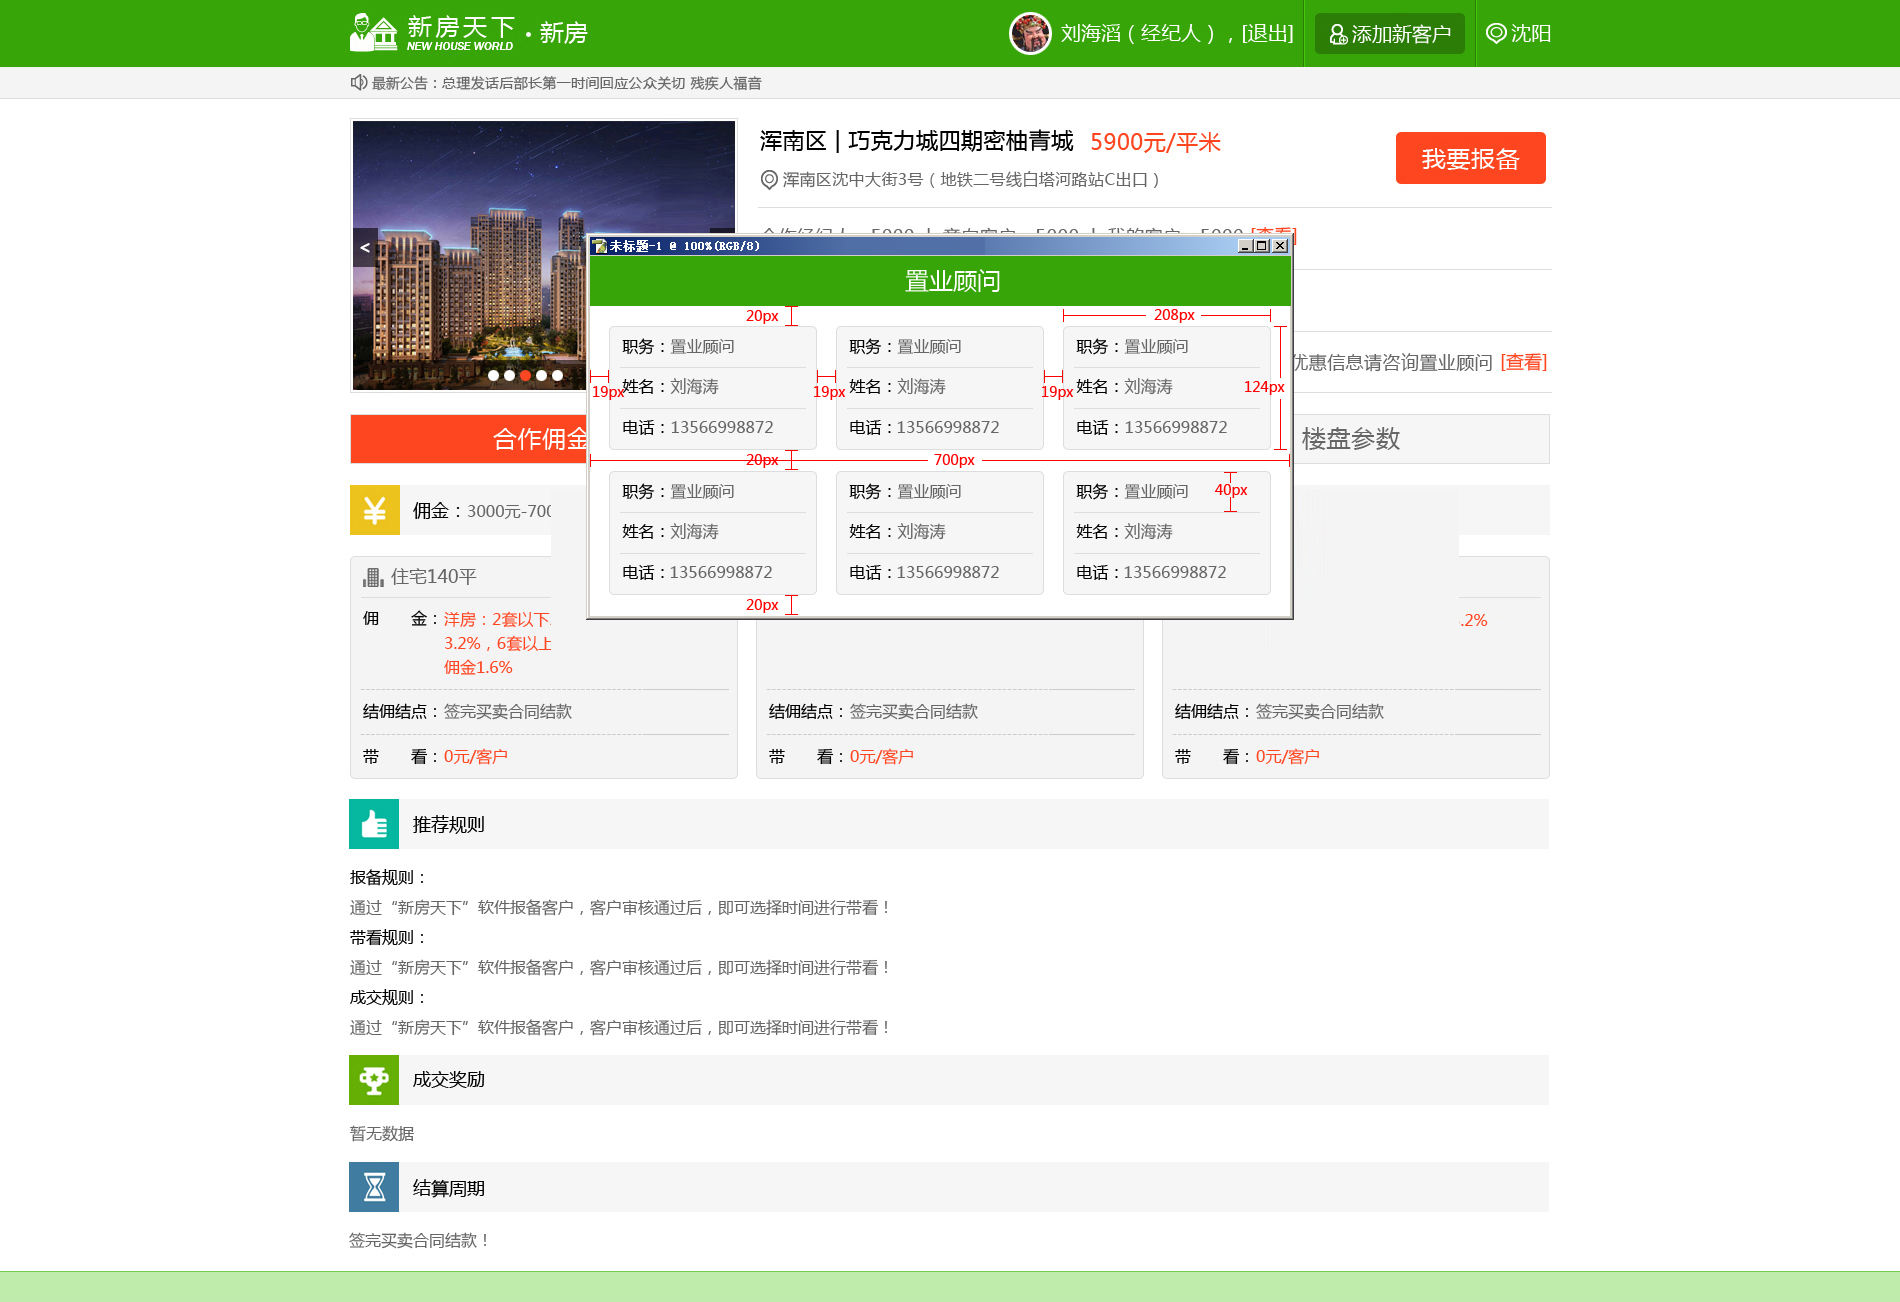 新房天下
NEW HOUSE WORLD
· 新房
刘海滔（经纪人），[退出]
添加新客户
沈阳
最新公告：总理发话后部长第一时间回应公众关切 残疾人福音
浑南区 | 巧克力城四期密柚青城 5900元/平米
我要报备
浑南区沈中大街3号（地铁二号线白塔河路站C出口）
<
未标题-1 @ 100%(RGB/8)
置业顾问
20px
208px
职务：置业顾问
姓名：刘海涛
电话：13566998872
职务：置业顾问
姓名：刘海涛
电话：13566998872
职务：置业顾问
姓名：刘海涛
电话：13566998872
19px
19px
19px
124px
20px
700px
职务：置业顾问
姓名：刘海涛
电话：13566998872
职务：置业顾问
姓名：刘海涛
电话：13566998872
职务：置业顾问
姓名：刘海涛
电话：13566998872
40px
20px
优惠信息请咨询置业顾问 [查看]
合作佣金
楼盘参数
佣金：3000元-700
住宅140平
佣　　金：洋房：2套以下
3.2%，6套以上
佣金1.6%
结佣结点：签完买卖合同结款
带　　看：0元/客户
结佣结点：签完买卖合同结款
带　　看：0元/客户
.2%
结佣结点：签完买卖合同结款
带　　看：0元/客户
推荐规则
报备规则：
通过“新房天下”软件报备客户，客户审核通过后，即可选择时间进行带看！
带看规则：
通过“新房天下”软件报备客户，客户审核通过后，即可选择时间进行带看！
成交规则：
通过“新房天下”软件报备客户，客户审核通过后，即可选择时间进行带看！
成交奖励
暂无数据
结算周期
签完买卖合同结款！